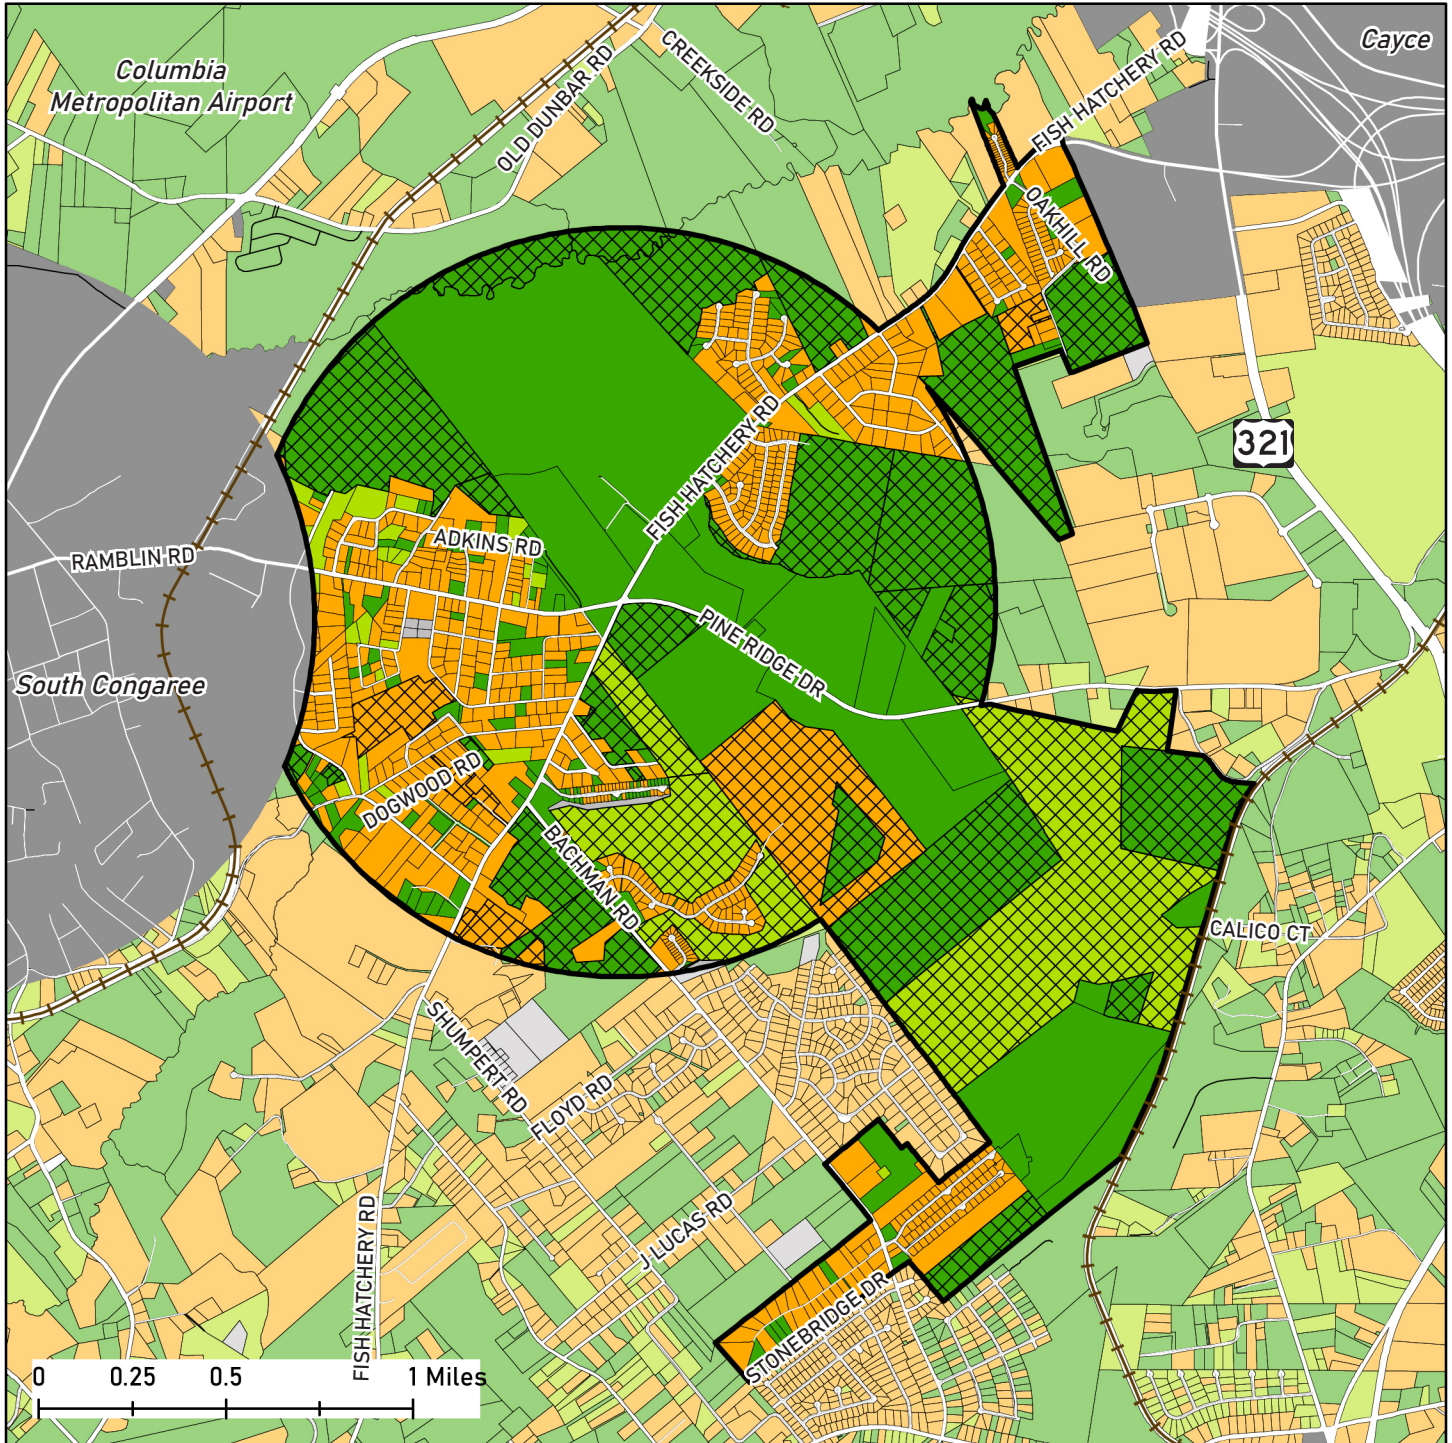 Cayce
Columbia
Metropolitan Airport
CREEKSIDE RD
FISH HATCHERY RD
OLD DUNBAR RD
OAKHILL RD
321
FISH HATCHERY RD
ADKINS RD
RAMBLIN RD
PINE RIDGE DR
South Congaree
DOGWOOD RD
BACHMAN RD
CALICO CT
SHUMPERT RD
FLOYD RD
J LUCAS RD
FISH HATCHERY RD
STONEBRIDGE DR
0 0.25 0.5 1 Miles